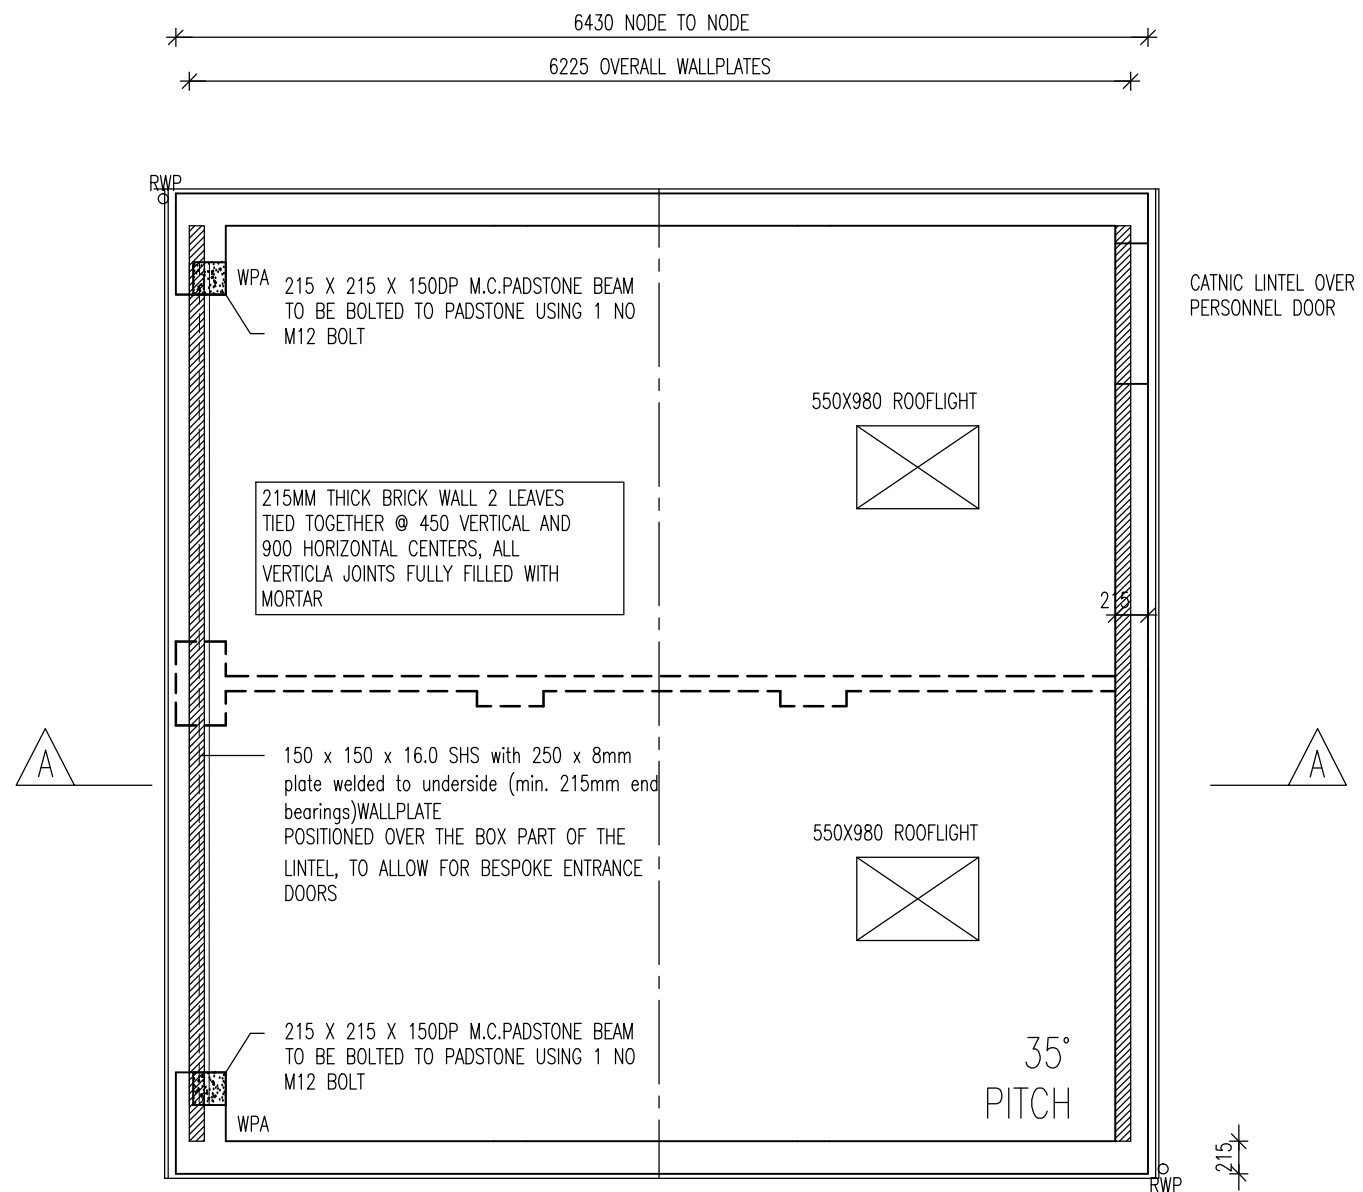 6430 NODE TO NODE
6225 OVERALL WALLPLATES
RWP
WPA
215 X 215 X 150DP M.C.PADSTONE BEAM
TO BE BOLTED TO PADSTONE USING 1 NO
M12 BOLT
CATNIC LINTEL OVER
PERSONNEL DOOR
550X980 ROOFLIGHT
215MM THICK BRICK WALL 2 LEAVES
TIED TOGETHER @ 450 VERTICAL AND
900 HORIZONTAL CENTERS, ALL
VERTICLA JOINTS FULLY FILLED WITH
MORTAR
215
A
A
150 x 150 x 16.0 SHS with 250 x 8mm
plate welded to underside (min. 215mm end
bearings)WALLPLATE
POSITIONED OVER THE BOX PART OF THE
LINTEL, TO ALLOW FOR BESPOKE ENTRANCE
DOORS
550X980 ROOFLIGHT
215 X 215 X 150DP M.C.PADSTONE BEAM
TO BE BOLTED TO PADSTONE USING 1 NO
M12 BOLT
WPA
35°
PITCH
215
RWP